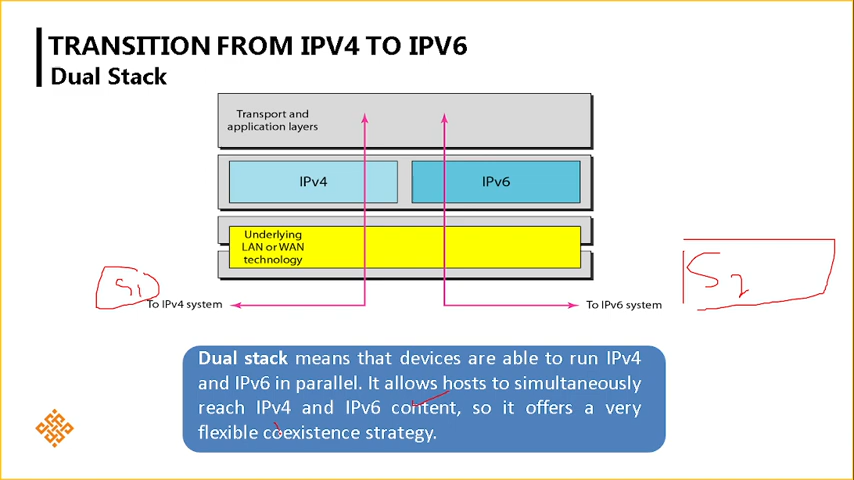 TRANSITION FROM IPV4 TO IPV6
Dual Stack
Transport and
application layers
IPv4
IPv6
Underlying
LAN or WAN
technology
S1
S2
To IPv4 system
To IPv6 system
Dual stack means that devices are able to run IPv4
and IPv6 in parallel. It allows hosts to simultaneously
reach IPv4 and IPv6 content, so it offers a very
flexible coexistence strategy.